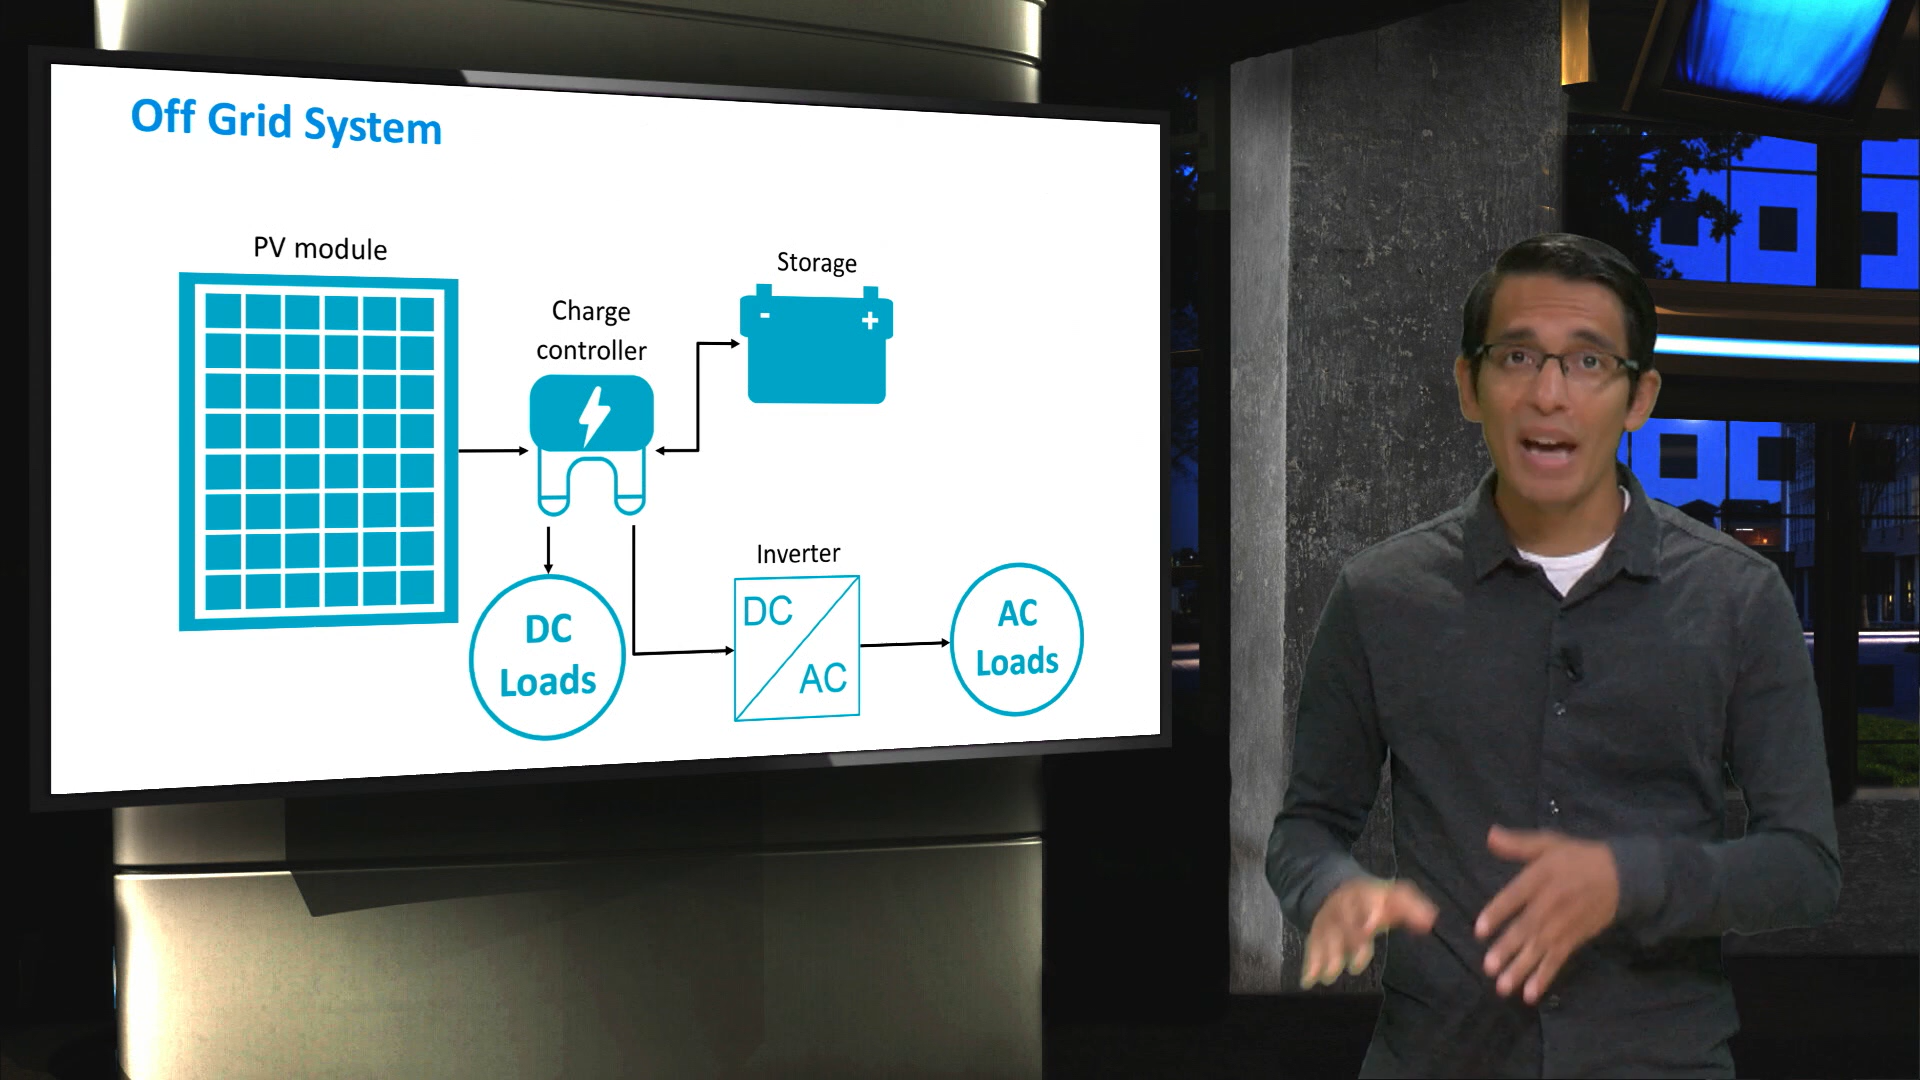 Off Grid System
PV module
Storage
- +
Charge
controller
Inverter
DC
AC
DC
Loads
AC
Loads